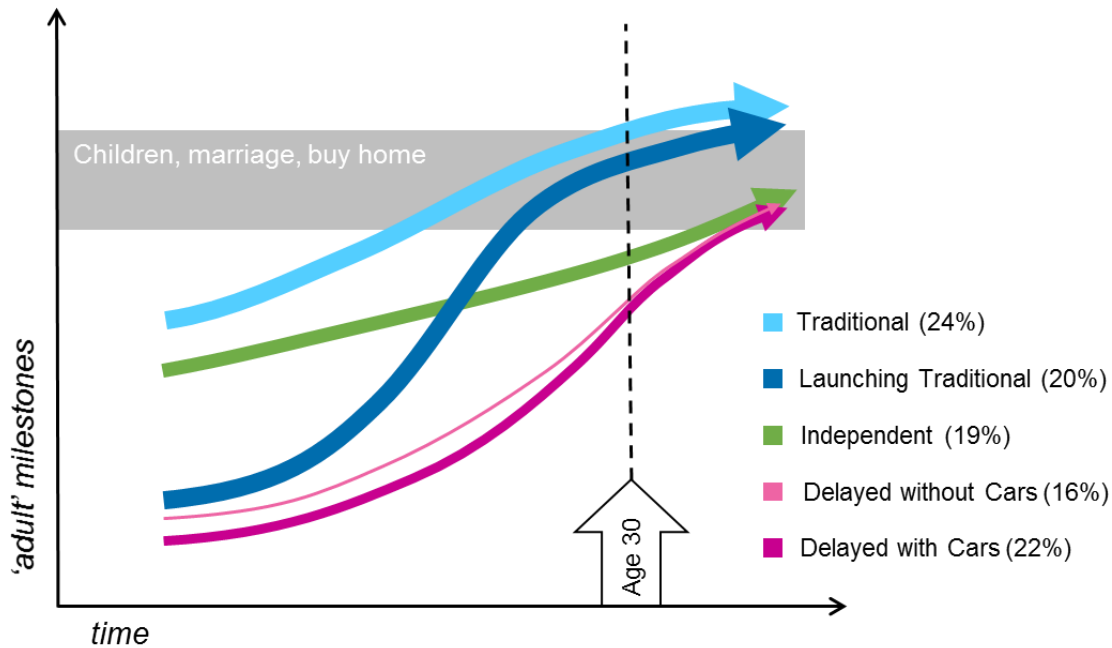 Children, marriage, buy home
'adult' milestones
Traditional (24%)
Launching Traditional (20%)
Independent (19%)
Delayed without Cars (16%)
Delayed with Cars (22%)
Age 30
time